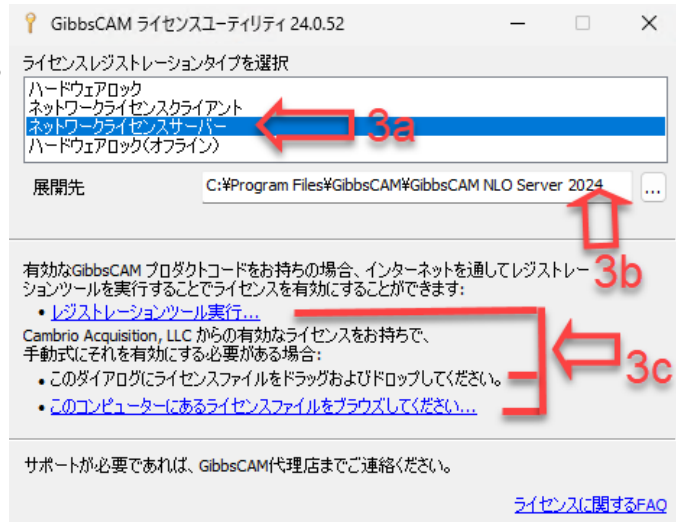 GibbsCAM ライセンスユーティリティ 24.0.52
ライセンスレジストレーションタイプを選択
ハードウェアロック
ネットワークライセンスクライアント
ネットワークライセンスサーバー
3a
ハードウェアロック(オフライン)
展開先
C:¥Program Files¥GibbsCAM¥GibbsCAM NLO Server 2024
...
3b
有効なGibbsCAM プロダクトコードをお持ちの場合、インターネットを通してレジストレー
ションツールを実行することでライセンスを有効にすることができます:
• レジストレーションツール実行...
Cambrio Acquisition, LLC からの有効なライセンスをお持ちで、
手動式にそれを有効にする必要がある場合:
• このダイアログにライセンスファイルをドラッグおよびドロップしてください。
3c
• このコンピューターにあるライセンスファイルをブラウズしてください...
サポートが必要であれば、GibbsCAM代理店までご連絡ください。
ライセンスに関するFAQ